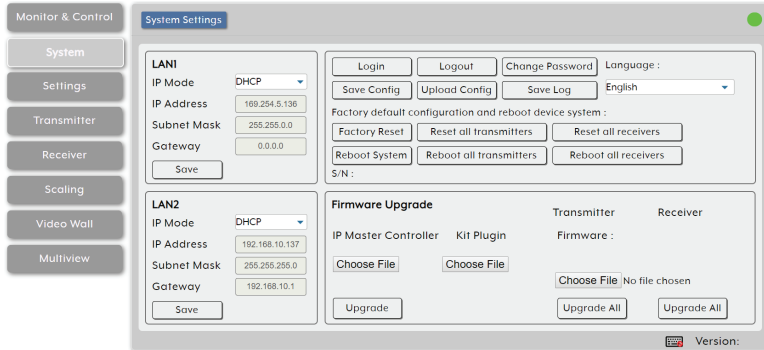 Monitor & Control
System
Settings
Transmitter
Receiver
Scaling
Video Wall
Multiview
System Settings
LAN1
IP Mode DHCP
IP Address 169.254.5.136
Subnet Mask 255.255.0.0
Gateway 0.0.0.0
Save
Login Logout Change Password Language :
Save Config Upload Config Save Log English
Factory default configuration and reboot device system :
Factory Reset Reset all transmitters Reset all receivers
Reboot System Reboot all transmitters Reboot all receivers
S/N :
LAN2
IP Mode DHCP
IP Address 192.168.10.137
Subnet Mask 255.255.255.0
Gateway 192.168.10.1
Save
Firmware Upgrade
Transmitter Receiver
IP Master Controller Kit Plugin Firmware :
Choose File Choose File
Choose File No file chosen
Upgrade Upgrade All Upgrade All
Version: